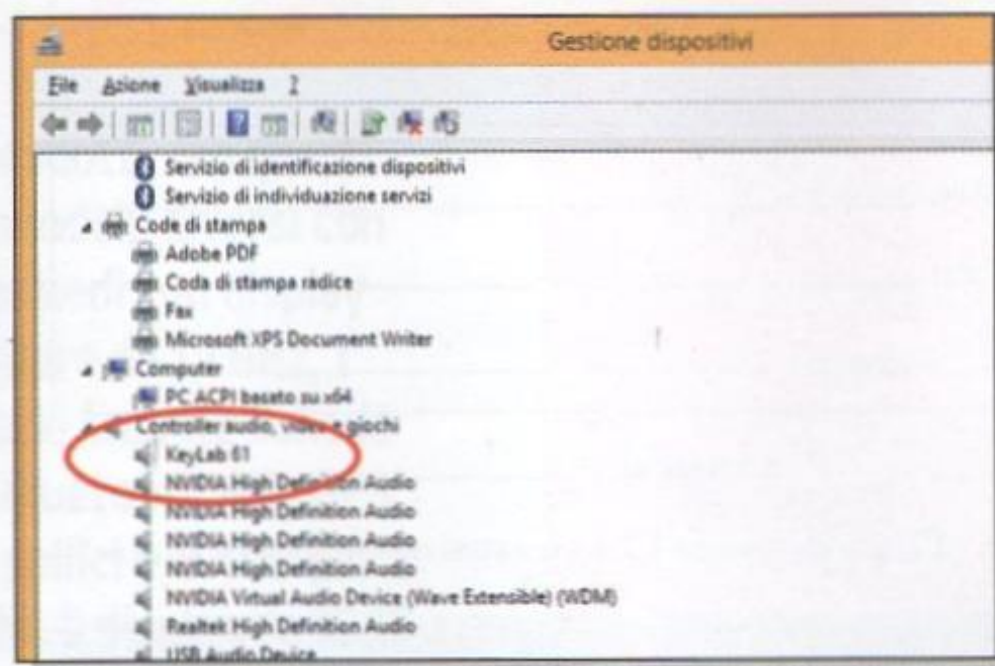 Gestione dispositivi
File Azione Visualizza ?
Servizio di identificazione dispositivi
Servizio di individuazione servizi
Code di stampa
Adobe PDF
Coda di stampa radice
Fax
Microsoft XPS Document Writer
Computer
PC ACPI basato su x64
Controller audio, video e giochi
KeyLab 61
NVIDIA High Definition Audio
NVIDIA High Definition Audio
NVIDIA High Definition Audio
NVIDIA High Definition Audio
NVIDIA Virtual Audio Device (Wave Extensible) (WDM)
Realtek High Definition Audio
USB Audio Device